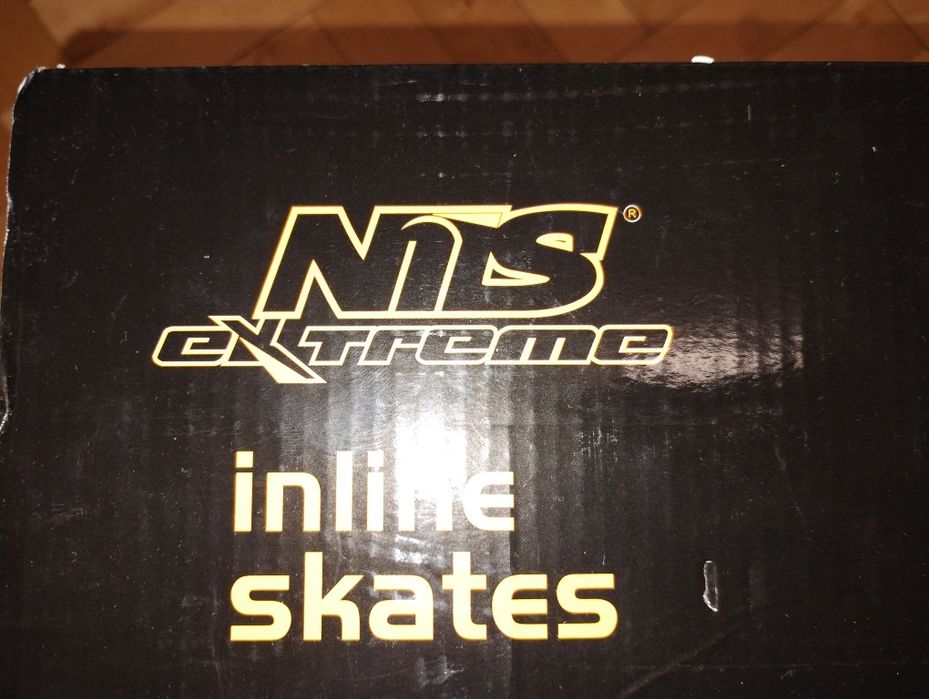 NILS®
eXtreme
inline
skates